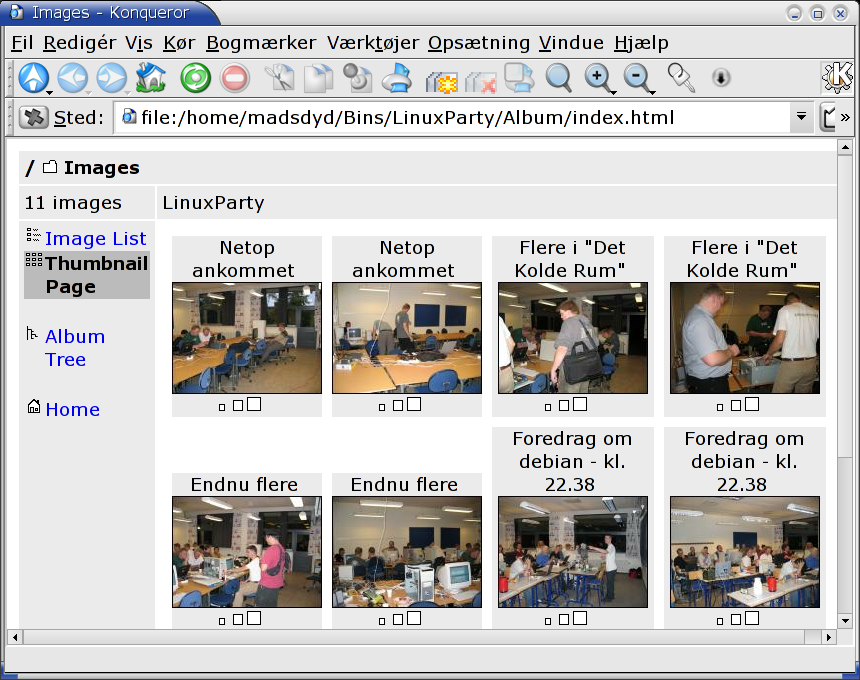 Images - Konqueror
Fil Redigér Vis Kør Bogmærker Værktøjer Opsætning Vindue Hjælp
Sted: file:/home/madsdyd/Bins/LinuxParty/Album/index.html »
/ Images
11 images LinuxParty
Image List
Thumbnail
Page
Album
Tree
Home
Netop
ankommet
Netop
ankommet
Flere i "Det
Kolde Rum"
Flere i "Det
Kolde Rum"
Endnu flere
Endnu flere
Foredrag om
debian - kl.
22.38
Foredrag om
debian - kl.
22.38